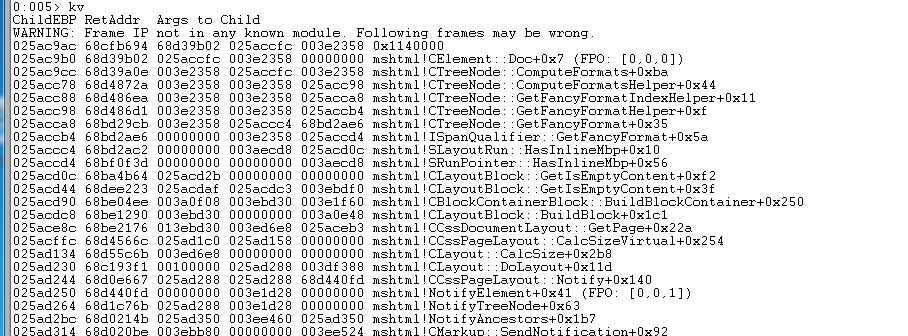 0:005> kv
ChildEBP RetAddr  Args to Child
WARNING: Frame IP not in any known module. Following frames may be wrong.
025ac9ac 68cfb694 68d39b02 025accfc 003e2358 0x1140000
025ac9b0 68d39b02 025accfc 003e2358 00000000 mshtml!CElement::Doc+0x7 (FPO: [0,0,0])
025ac9cc 68d39a0e 003e2358 025accfc 003e2358 mshtml!CTreeNode::ComputeFormats+0xba
025acc78 68d4872a 003e2358 003e2358 025acc98 mshtml!CTreeNode::ComputeFormatsHelper+0x44
025acc88 68d486ea 003e2358 003e2358 025acca8 mshtml!CTreeNode::GetFancyFormatIndexHelper+0x11
025acc98 68d486d1 003e2358 003e2358 025accb4 mshtml!CTreeNode::GetFancyFormatHelper+0xf
025acca8 68bd29cb 003e2358 025accc4 68bd2ae6 mshtml!CTreeNode::GetFancyFormat+0x35
025accb4 68bd2ae6 00000000 003e2358 025accd4 mshtml!ISpanQualifier::GetFancyFormat+0x5a
025accc4 68bd2ac2 00000000 003aecd8 025acd0c mshtml!SLayoutRun::HasInlineMbp+0x10
025accd4 68bf0f3d 00000000 00000000 003aecd8 mshtml!SRunPointer::HasInlineMbp+0x56
025acd0c 68ba4b64 025acd2b 00000000 00000000 mshtml!CLayoutBlock::GetIsEmptyContent+0xf2
025acd44 68dee223 025acdaf 025acdc3 003ebdf0 mshtml!CLayoutBlock::GetIsEmptyContent+0x3f
025acd90 68be04ee 003a0f08 003ebd30 003e1f60 mshtml!CBlockContainerBlock::BuildBlockContainer+0x250
025acdc8 68be1290 003ebd30 00000000 003a0e48 mshtml!CLayoutBlock::BuildBlock+0x1c1
025ace8c 68be2176 013ebd30 003ed6e8 025aceb3 mshtml!CCssDocumentLayout::GetPage+0x22a
025acffc 68d4566c 025ad1c0 025ad158 00000000 mshtml!CCssPageLayout::CalcSizeVirtual+0x254
025ad134 68d55c6b 003ed6e8 00000000 00000000 mshtml!CLayout::CalcSize+0x2b8
025ad230 68c193f1 00100000 025ad288 003df388 mshtml!CLayout::DoLayout+0x11d
025ad244 68d0e667 025ad288 025ad288 68d440fd mshtml!CCssPageLayout::Notify+0x140
025ad250 68d440fd 00000000 003e1d28 00000000 mshtml!NotifyElement+0x41 (FPO: [0,0,1])
025ad264 68d1c76b 025ad288 003e1d28 00000000 mshtml!NotifyTreeNode+0x63
025ad2bc 68d0214b 025ad350 003ee460 025ad350 mshtml!NotifyAncestors+0x1b7
025ad314 68d020be 003ebb80 00000000 003ee524 mshtml!CMarkup::SendNotification+0x92